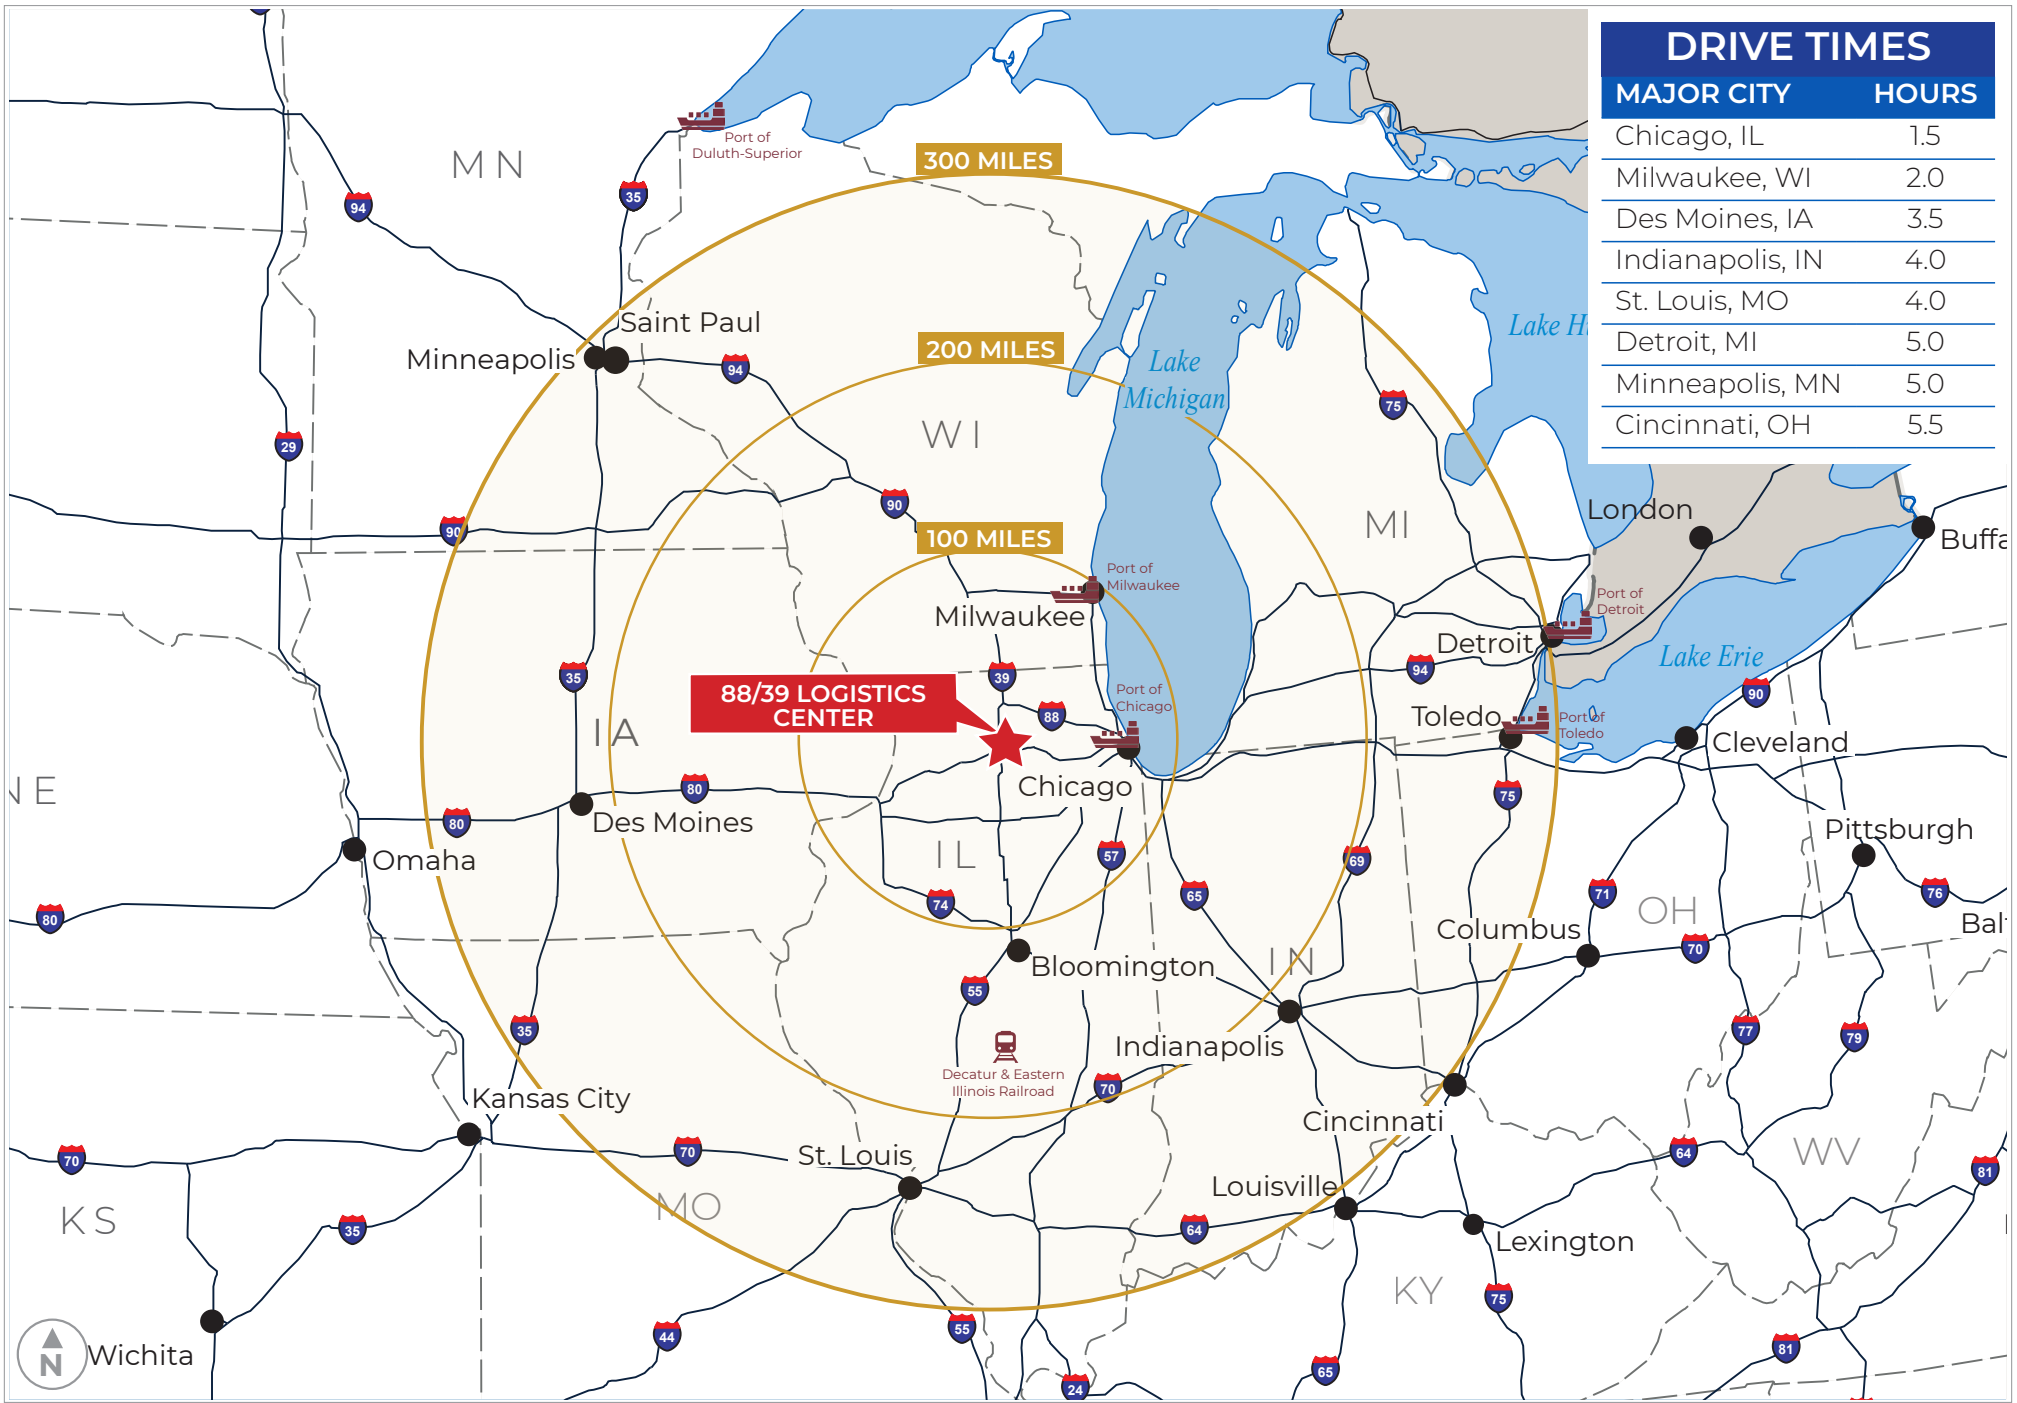 DRIVE TIMES
MAJOR CITY HOURS
Chicago, IL 1.5
Milwaukee, WI 2.0
Des Moines, IA 3.5
Indianapolis, IN 4.0
St. Louis, MO 4.0
Detroit, MI 5.0
Minneapolis, MN 5.0
Cincinnati, OH 5.5
Port of
Duluth-Superior
MN
300 MILES
94
35
Saint Paul
Minneapolis
94
200 MILES
Lake
Michigan
Lake H
75
29
WI
90
90
100 MILES
MI
London
Buffa
Port of
Milwaukee
Milwaukee
Port of
Detroit
Detroit
94
Lake Erie
90
35
39
88/39 LOGISTICS
CENTER
88
Port of
Chicago
Toledo
Port of
Toledo
IA
Cleveland
NE
80
80
Des Moines
Chicago
75
Omaha
IL
57
69
Pittsburgh
80
74
65
71
76
OH
Columbus
70
Bal
Bloomington
IN
55
35
Indianapolis
77
79
Decatur & Eastern
Illinois Railroad
70
Kansas City
Cincinnati
70
70
St. Louis
64
WV
81
KS
MO
Louisville
35
64
Lexington
KY
75
N
Wichita
44
55
65
24
81